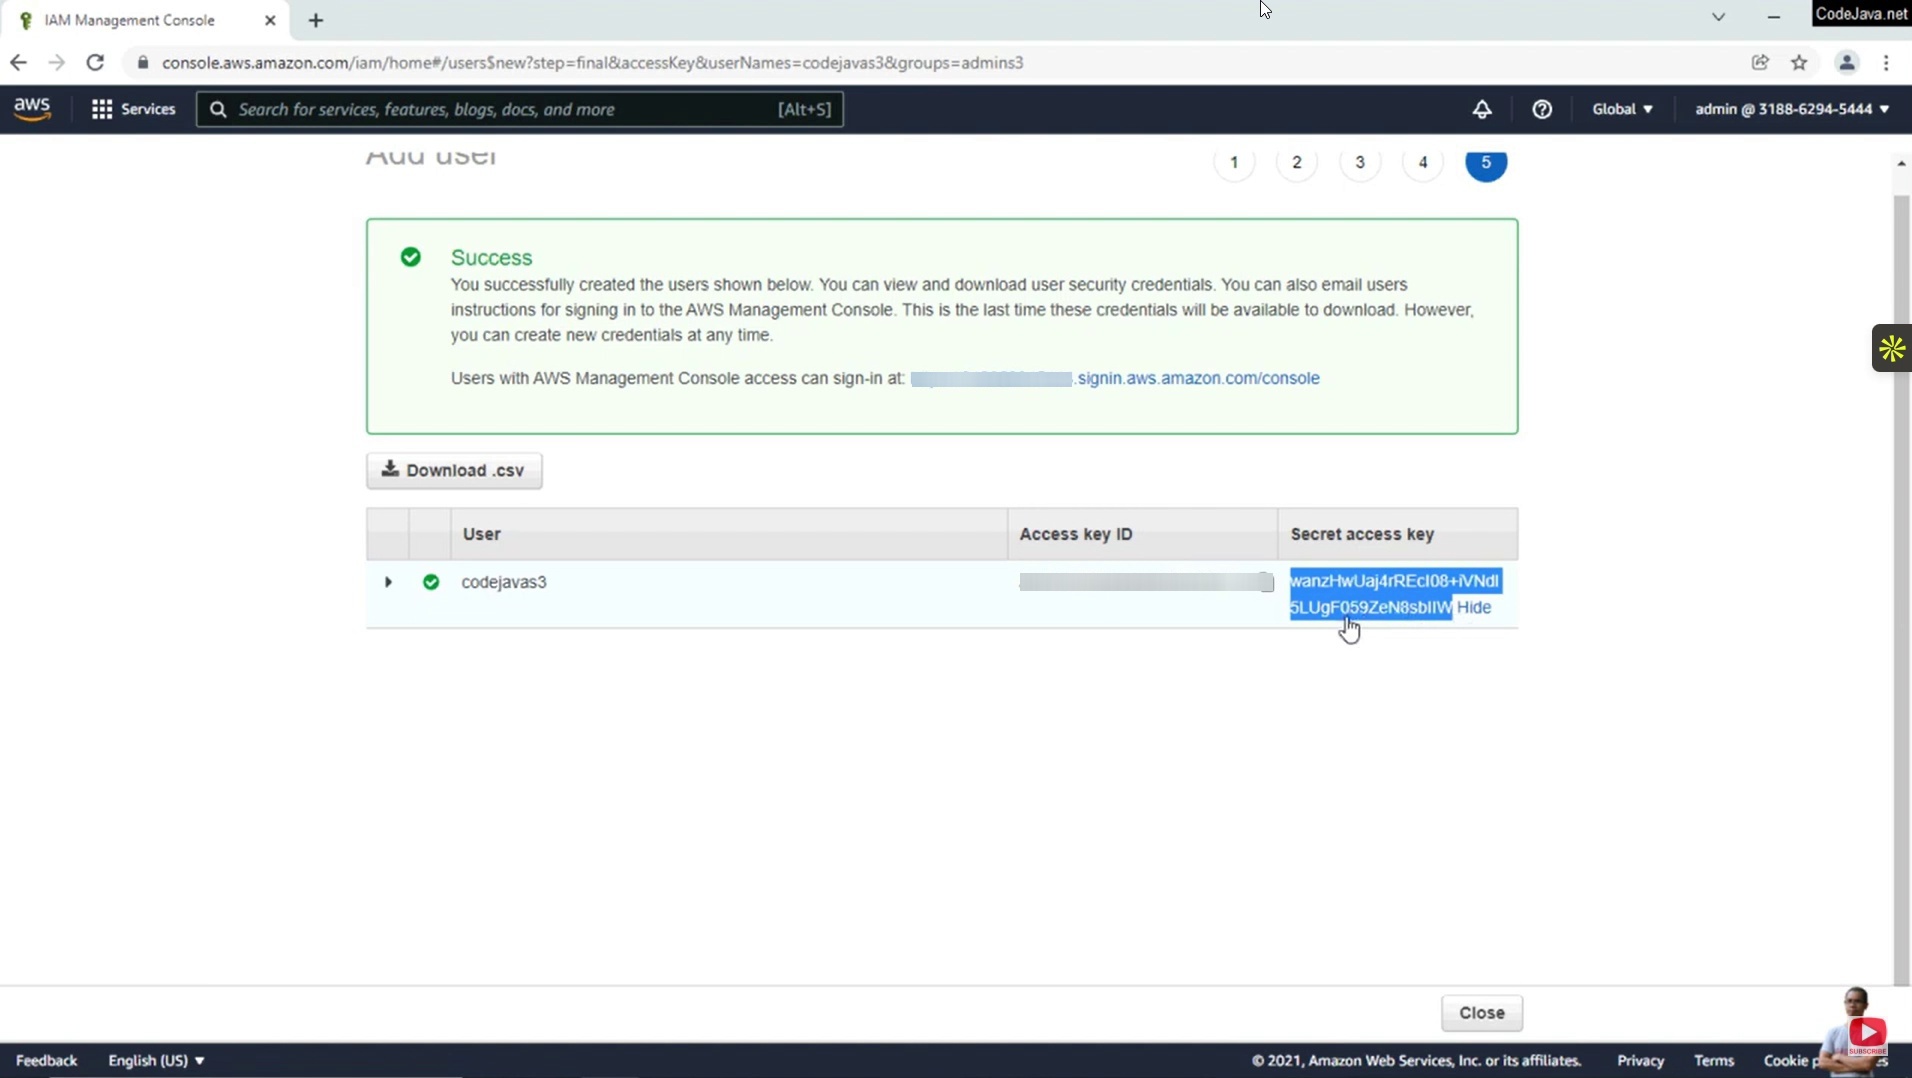 IAM Management Console
CodeJava.net
console.aws.amazon.com/iam/home#/users$new?step=final&accessKey&userNames=codejavas3&groups=admins3
aws Services Search for services, features, blogs, docs, and more [Alt+S] Global admin @ 3188-6294-5444
Add user 1 2 3 4 5
Success
You successfully created the users shown below. You can view and download user security credentials. You can also email users
instructions for signing in to the AWS Management Console. This is the last time these credentials will be available to download. However,
you can create new credentials at any time.
Users with AWS Management Console access can sign-in at: .signin.aws.amazon.com/console
Download .csv
User Access key ID Secret access key
codejavas3
Hide
Close
SUBSCRIBE
Feedback English (US) © 2021, Amazon Web Services, Inc. or its affiliates. Privacy Terms Cookie